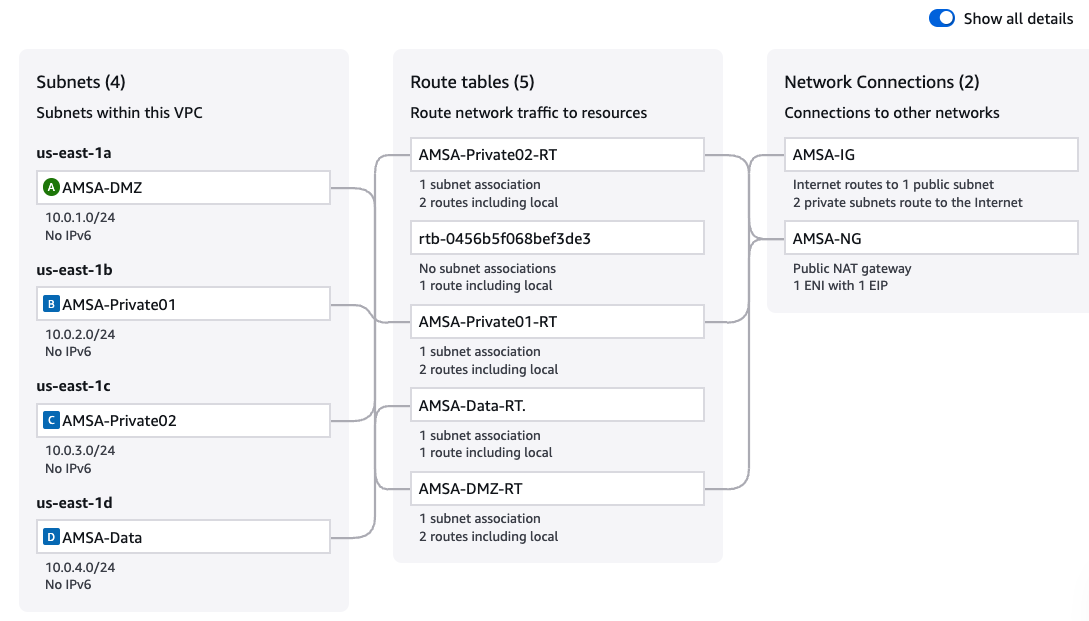 Show all details
Subnets (4)
Subnets within this VPC
us-east-1a
A AMSA-DMZ
10.0.1.0/24
No IPv6
us-east-1b
B AMSA-Private01
10.0.2.0/24
No IPv6
us-east-1c
C AMSA-Private02
10.0.3.0/24
No IPv6
us-east-1d
D AMSA-Data
10.0.4.0/24
No IPv6
Route tables (5)
Route network traffic to resources
AMSA-Private02-RT
1 subnet association
2 routes including local
rtb-0456b5f068bef3de3
No subnet associations
1 route including local
AMSA-Private01-RT
1 subnet association
2 routes including local
AMSA-Data-RT.
1 subnet association
1 route including local
AMSA-DMZ-RT
1 subnet association
2 routes including local
Network Connections (2)
Connections to other networks
AMSA-IG
Internet routes to 1 public subnet
2 private subnets route to the Internet
AMSA-NG
Public NAT gateway
1 ENI with 1 EIP